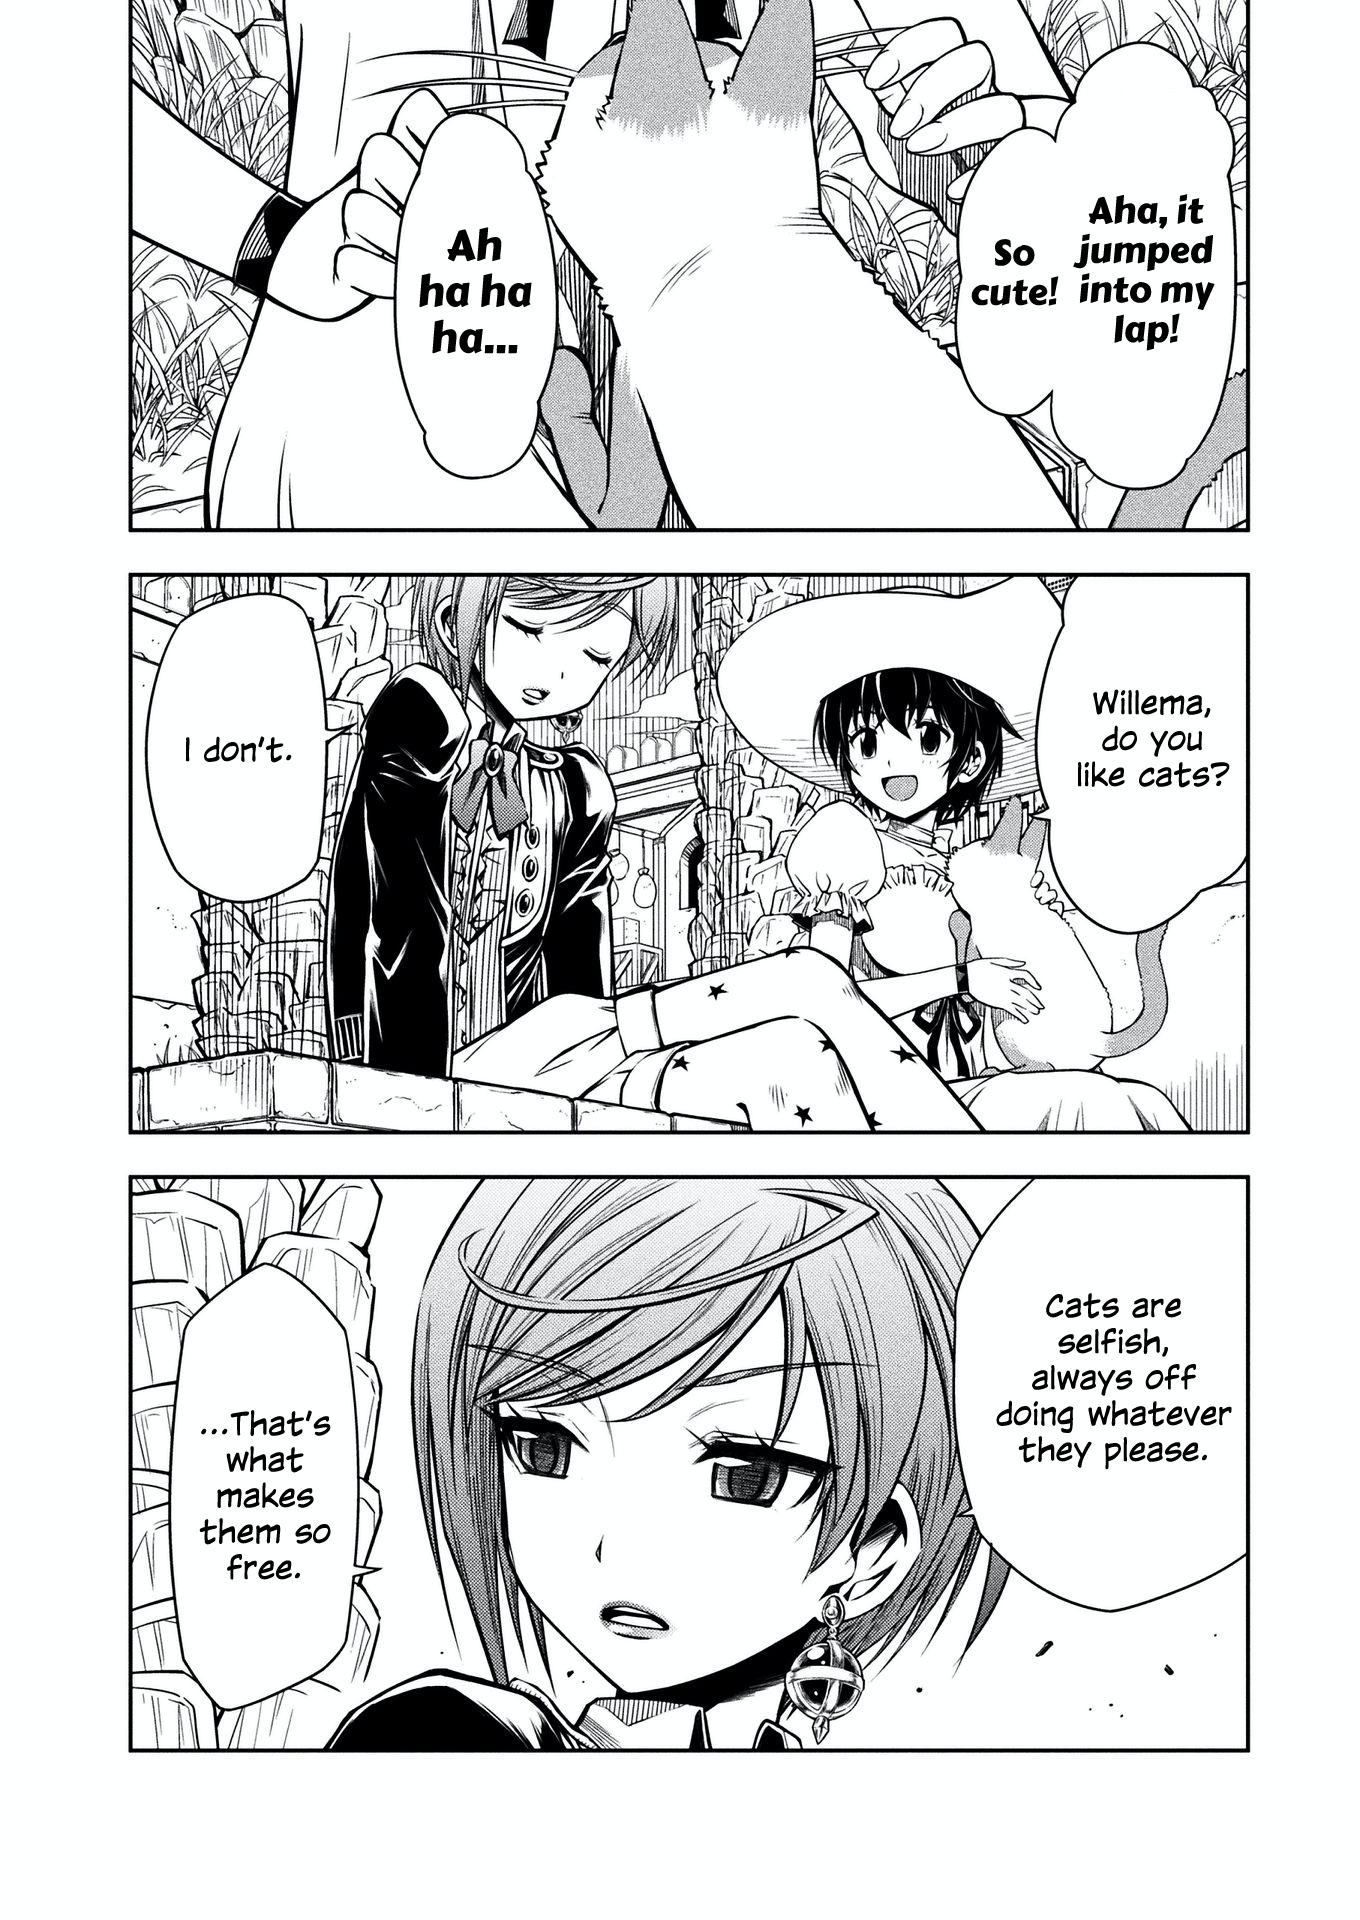 Aha, it
jumped
into my
lap!
So
cute!
Ah
ha ha
ha...
Willema,
do you
like cats?
I don't.
Cats are
selfish,
always off
doing whatever
they please.
...That's
what
makes
them so
free.